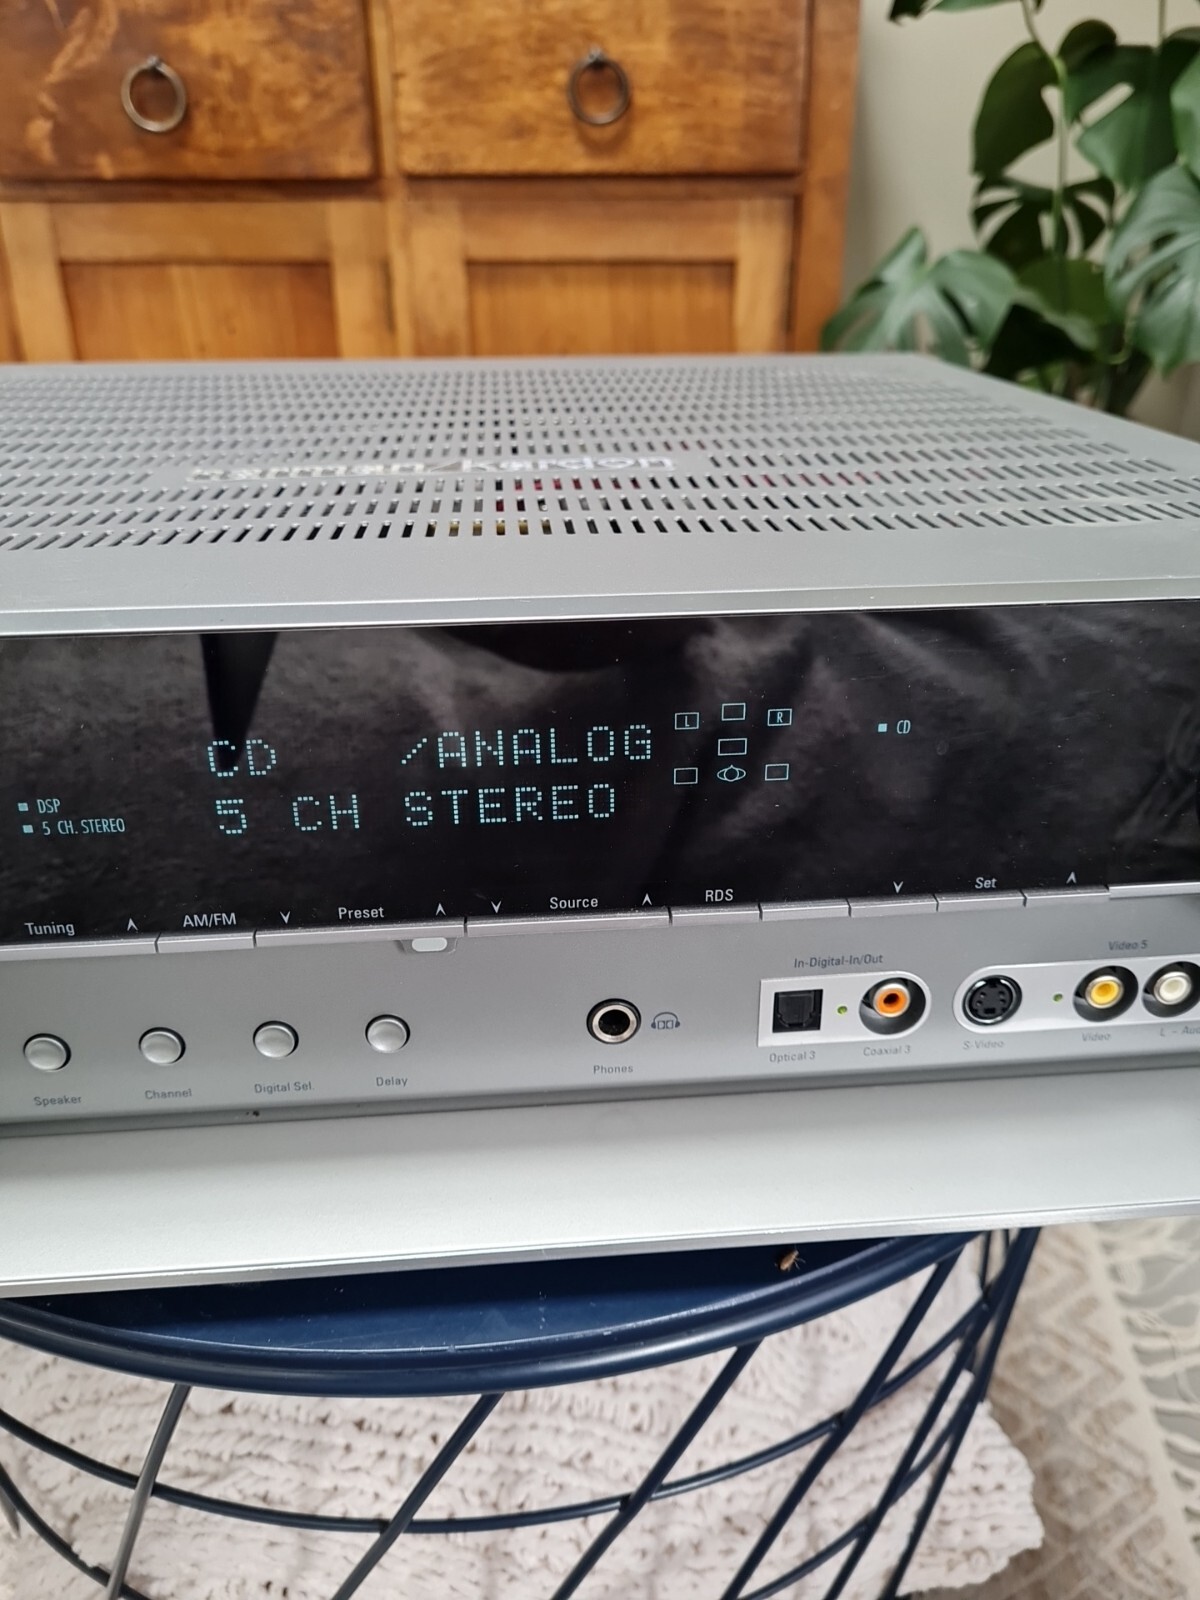 harman/kardon
CD /ANALOG
L R
CD
DSP
5 CH. STEREO
5 CH STEREO
Tuning
AM/FM
Preset
Source
RDS
Set
In-Digital-In/Out
Video 5
Optical 3
Coaxial 3
S-Video
Video
Speaker
Channel
Digital Sel.
Delay
Phones